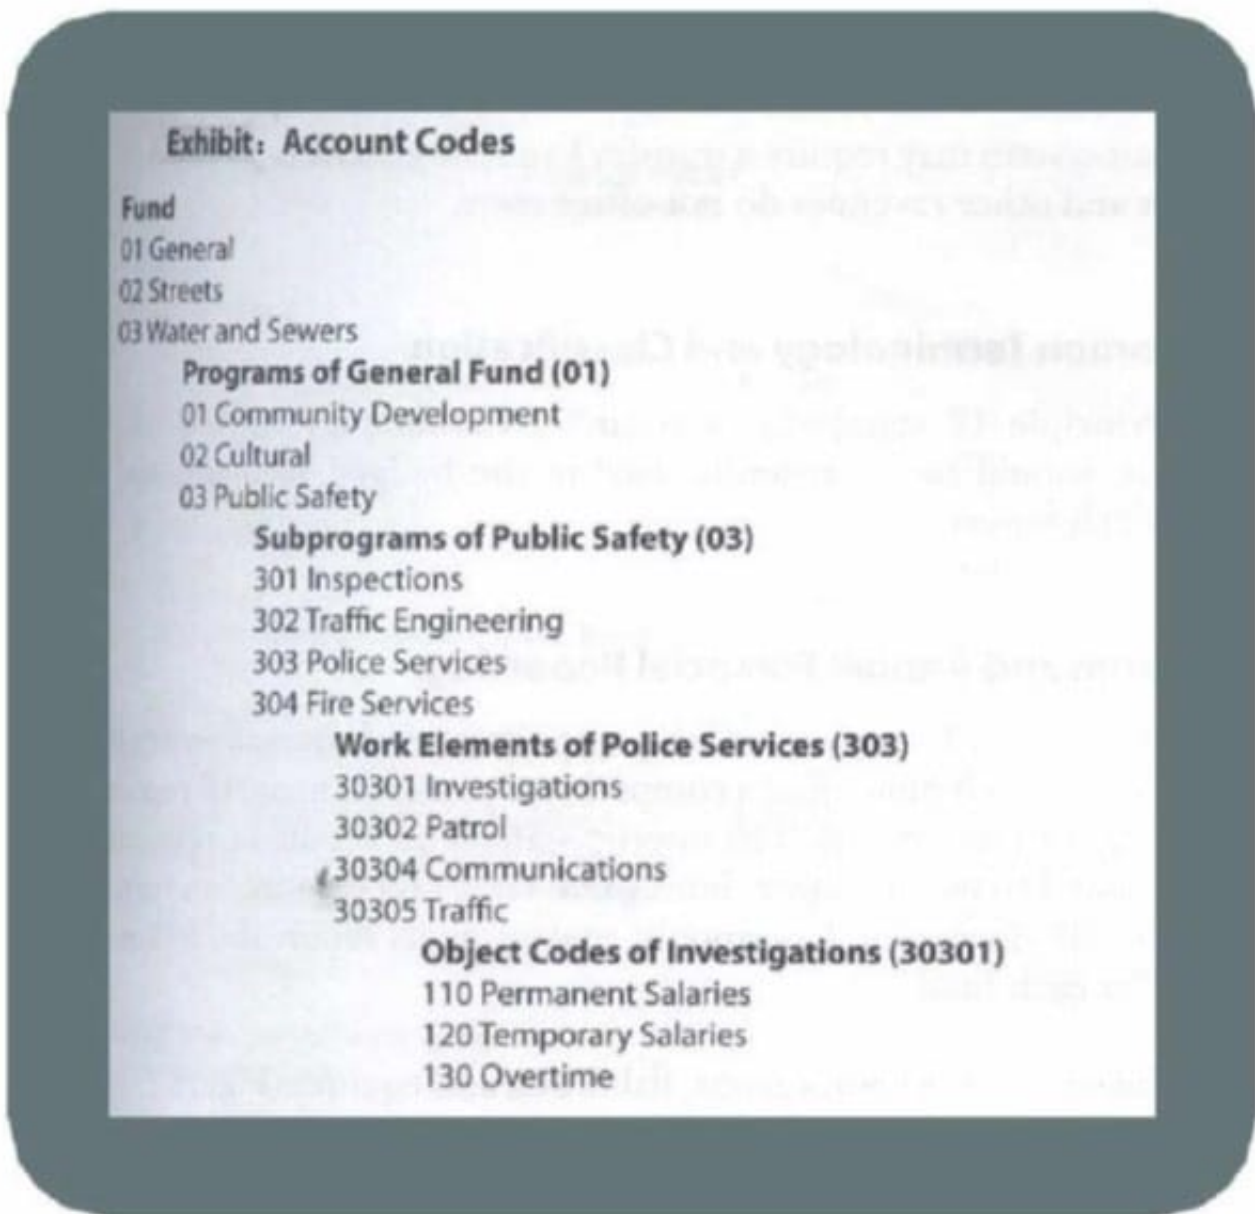 Exhibit: Account Codes
Fund
01 General
02 Streets
03 Water and Sewers
Programs of General Fund (01)
01 Community Development
02 Cultural
03 Public Safety
Subprograms of Public Safety (03)
301 Inspections
302 Traffic Engineering
303 Police Services
304 Fire Services
Work Elements of Police Services (303)
30301 Investigations
30302 Patrol
30304 Communications
30305 Traffic
Object Codes of Investigations (30301)
110 Permanent Salaries
120 Temporary Salaries
130 Overtime